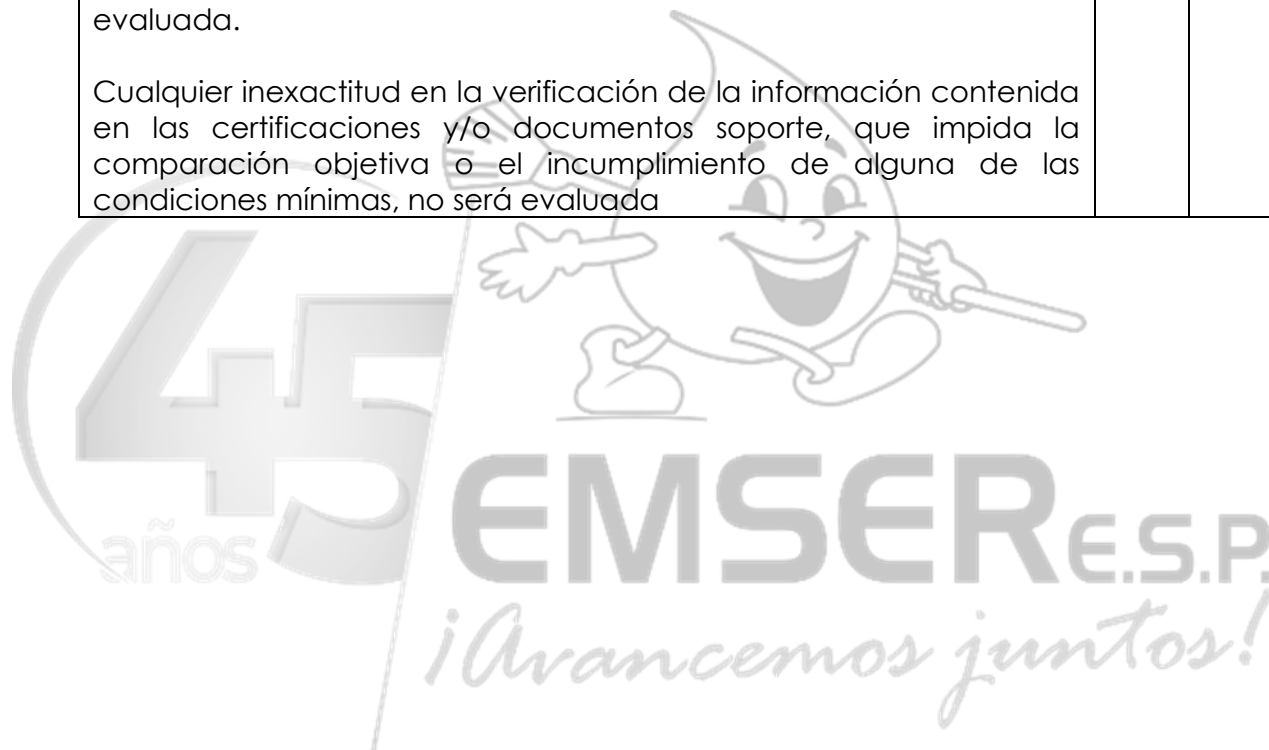 evaluada.
Cualquier inexactitud en la verificación de la información contenida
en las certificaciones y/o documentos soporte, que impida la
comparación objetiva o el incumplimiento de alguna de las
condiciones mínimas, no será evaluada
45
años
EMSER E.S.P.
¡Avancemos juntos!